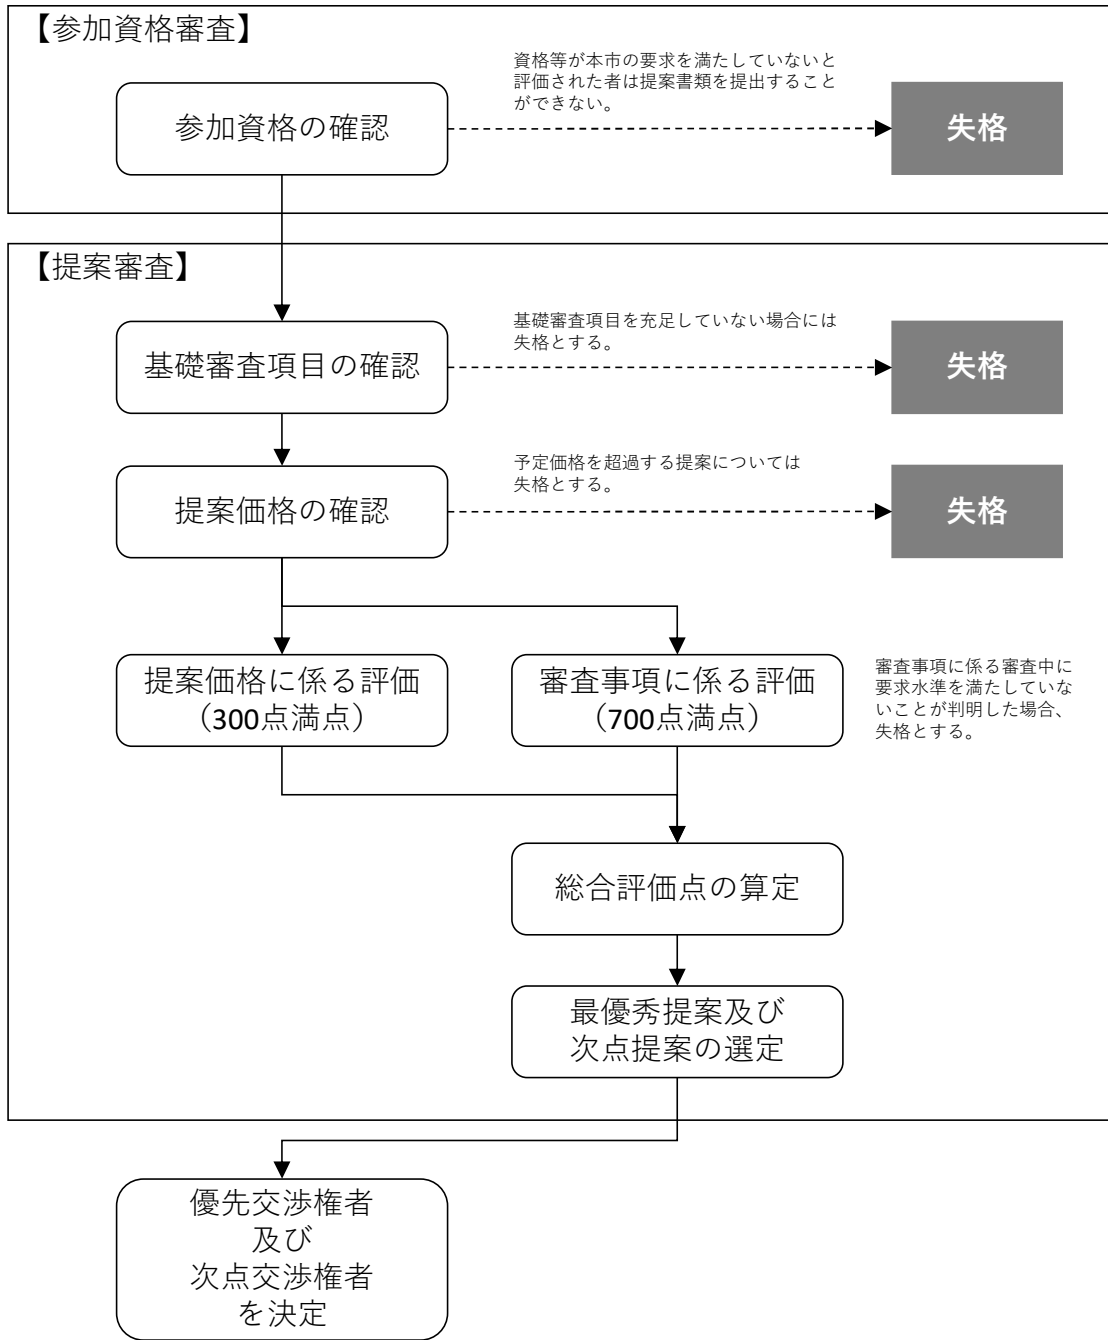 【参加資格審査】
資格等が本市の要求を満たしていないと
評価された者は提案書類を提出すること
ができない。
参加資格の確認
失格
【提案審査】
基礎審査項目を充足していない場合には
失格とする。
基礎審査項目の確認
失格
予定価格を超過する提案については
失格とする。
提案価格の確認
失格
提案価格に係る評価
（300点満点）
審査事項に係る評価
（700点満点）
審査事項に係る審査中に
要求水準を満たしていな
いことが判明した場合、
失格とする。
総合評価点の算定
最優秀提案及び
次点提案の選定
優先交渉権者
及び
次点交渉権者
を決定